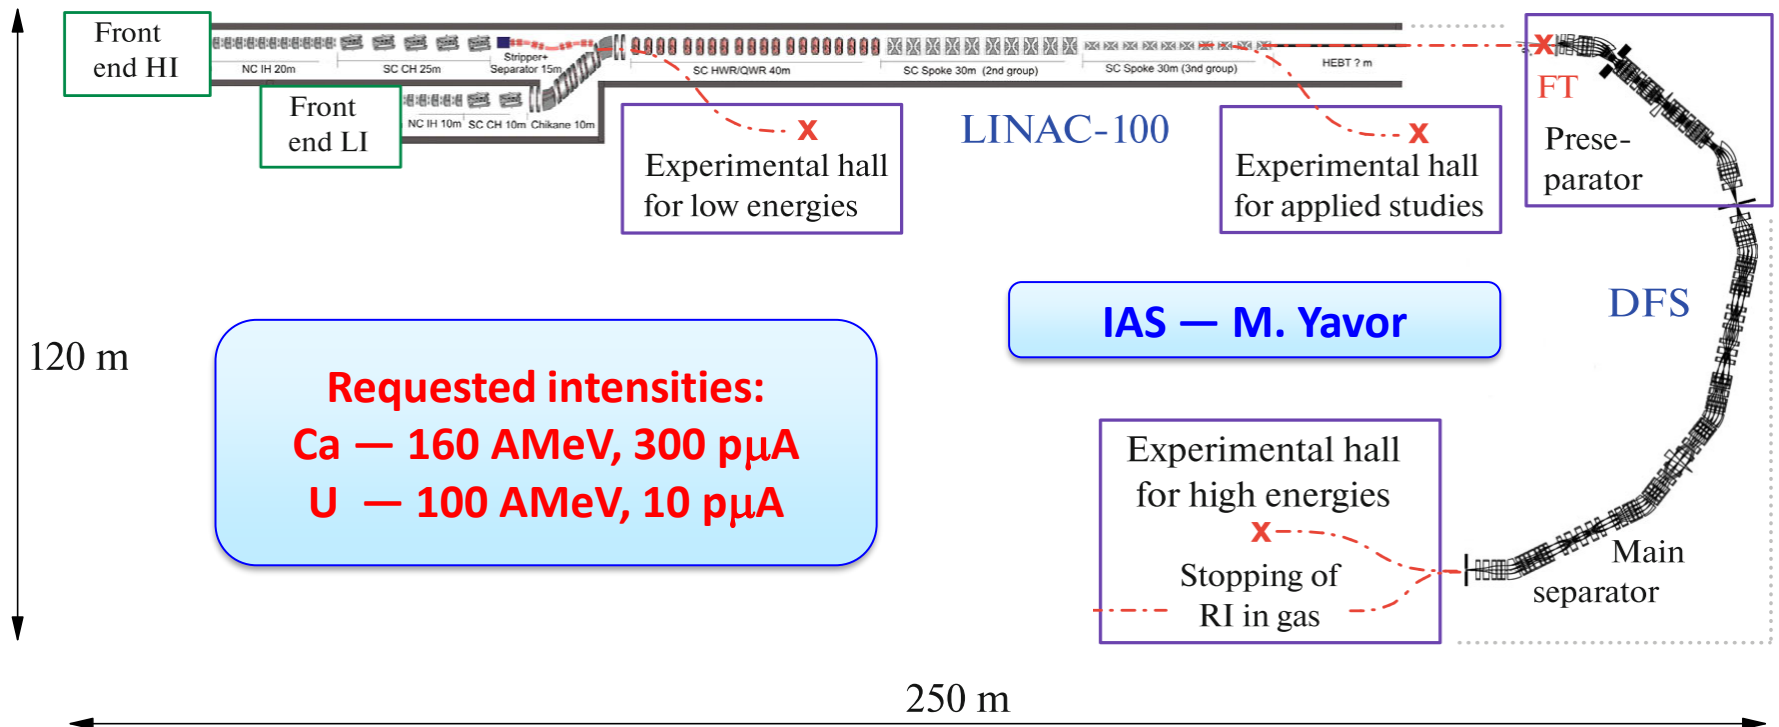 Front
end HI
NC IH 20m
SC CH 25m
Stripper+
Separator 15m
SC HWR/QWR 40m
SC Spoke 30m (2nd group)
SC Spoke 30m (3nd group)
HEBT ? m
X
FT
Prese-
parator
Front
end LI
NC IH 10m
SC CH 10m
Chikane 10m
X
Experimental hall
for low energies
LINAC-100
X
Experimental hall
for applied studies
DFS
IAS — M. Yavor
120 m
Requested intensities:
Ca — 160 AMeV, 300 pμA
U — 100 AMeV, 10 pμA
Experimental hall
for high energies
X
Stopping of
RI in gas
Main
separator
250 m